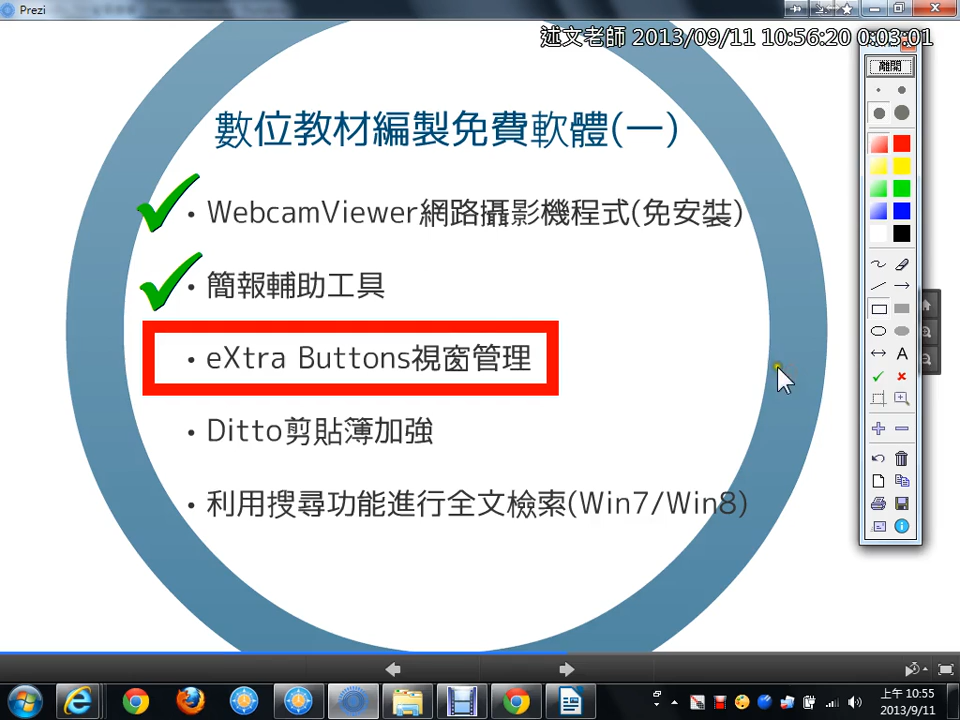 Prezi
述文老師 2013/09/11 10:56:20 0:03:01
離開
數位教材編製免費軟體(一)
• WebcamViewer網路攝影機程式(免安裝)
• 簡報輔助工具
• eXtra Buttons視窗管理
• Ditto剪貼簿加強
• 利用搜尋功能進行全文檢索(Win7/Win8)
A
上午 10:55
2013/9/11